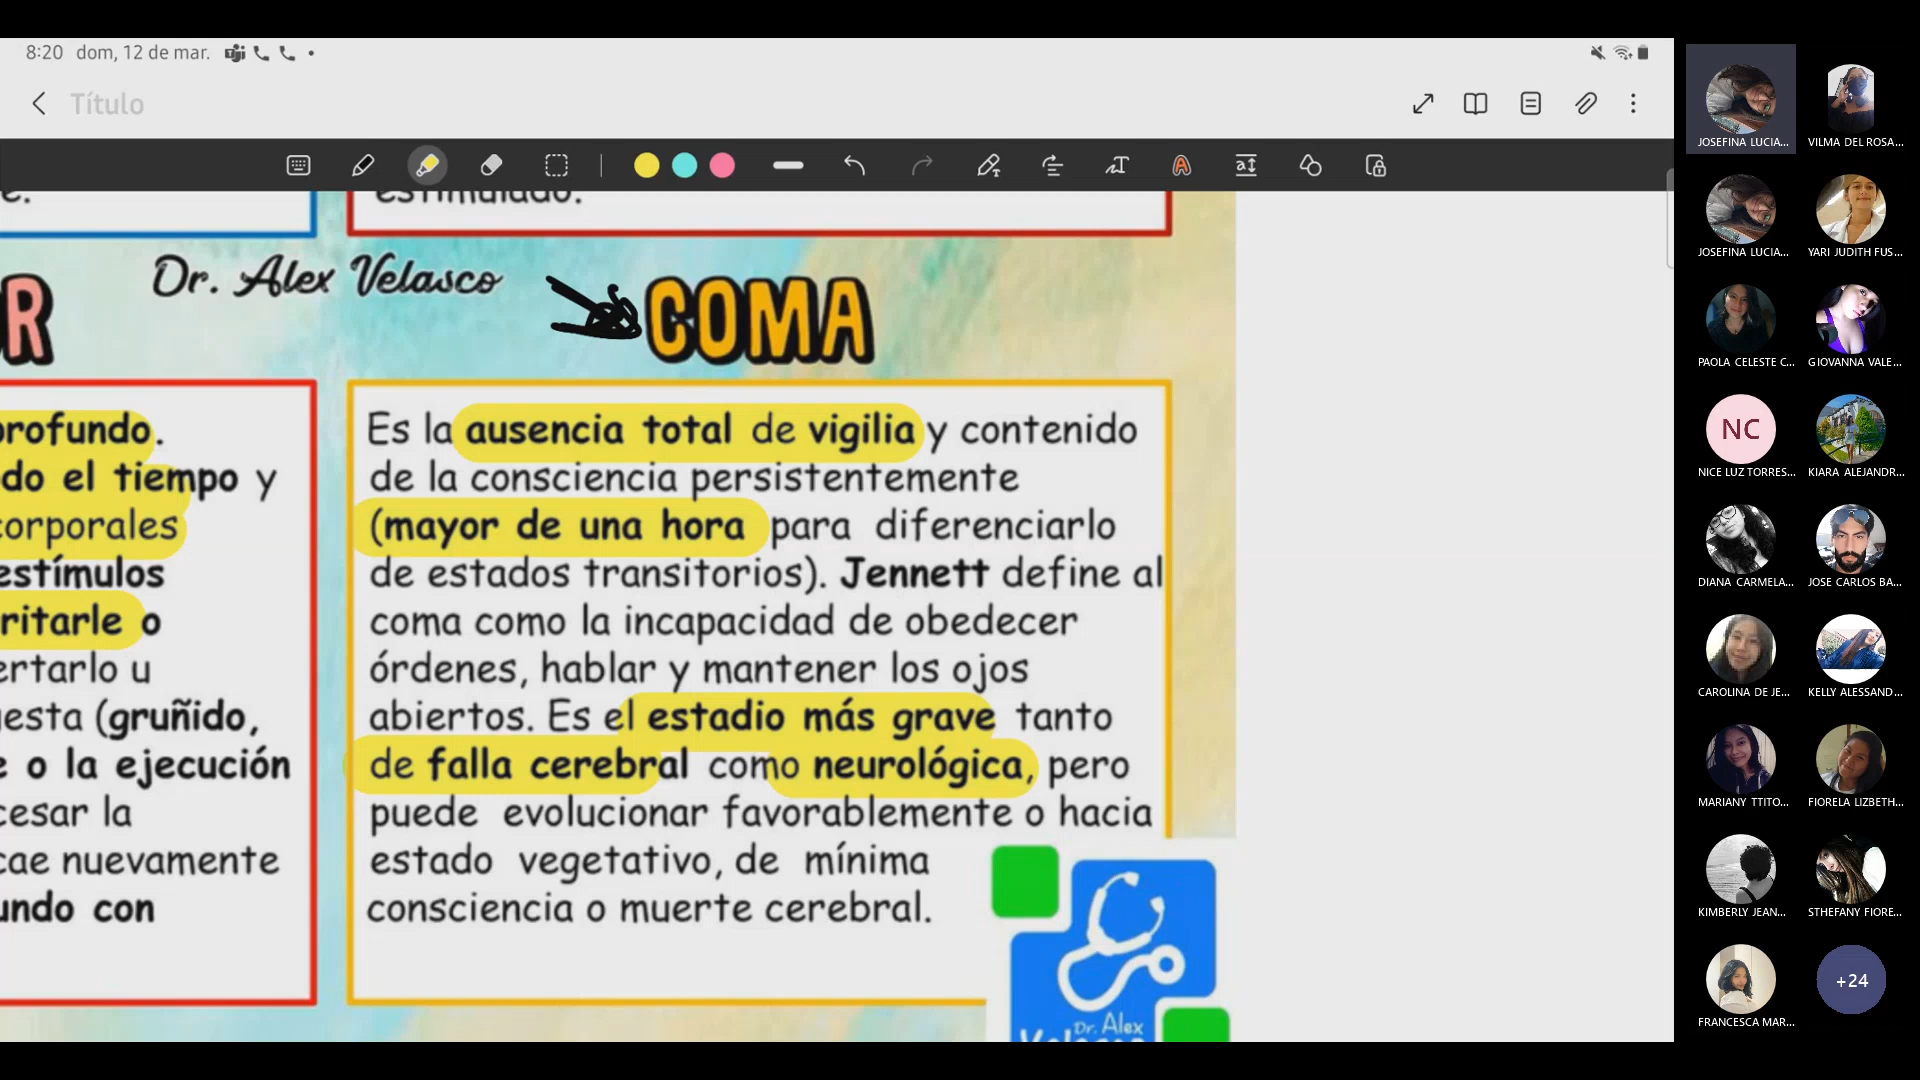 8:20 dom, 12 de mar.
Título
e.
estimulado.
R
Dr. Alex Velasco
COMA
profundo.
do el tiempo y
corporales
estímulos
ritarle o
ertarlo u
esta (gruñido,
e o la ejecución
cesar la
cae nuevamente
undo con
Es la ausencia total de vigilia y contenido
de la consciencia persistentemente
(mayor de una hora para diferenciarlo
de estados transitorios). Jennett define al
coma como la incapacidad de obedecer
órdenes, hablar y mantener los ojos
abiertos. Es el estadio más grave tanto
de falla cerebral como neurológica, pero
puede evolucionar favorablemente o hacia
estado vegetativo, de mínima
consciencia o muerte cerebral.
Dr. Alex
Velasco
JOSEFINA LUCIA...
VILMA DEL ROSA...
JOSEFINA LUCIA...
YARI JUDITH FUS...
PAOLA CELESTE C...
GIOVANNA VALE...
NC
NICE LUZ TORRES...
KIARA ALEJANDR...
DIANA CARMELA...
JOSE CARLOS BA...
CAROLINA DE JE...
KELLY ALESSAND...
MARIANY TTITO...
FIORELA LIZBETH...
KIMBERLY JEAN...
STHEFANY FIORE...
FRANCESCA MAR...
+24